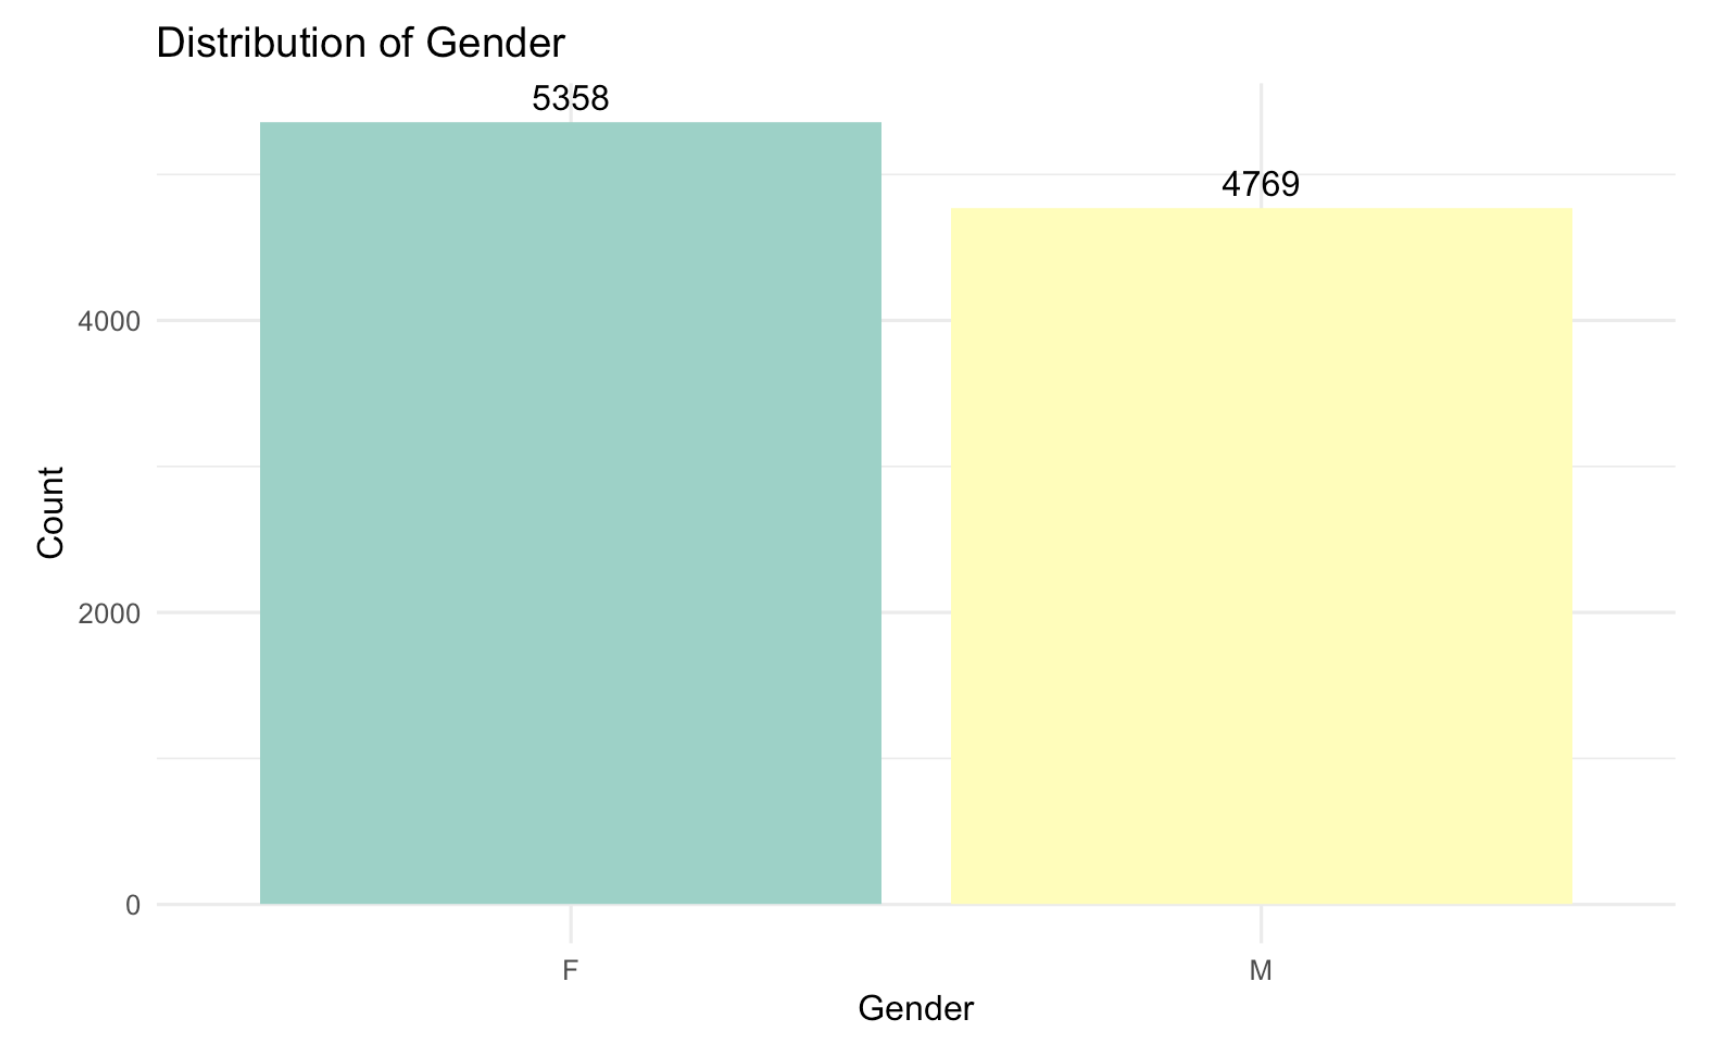 Distribution of Gender
5358
4769
4000
2000
0
Count
F
M
Gender